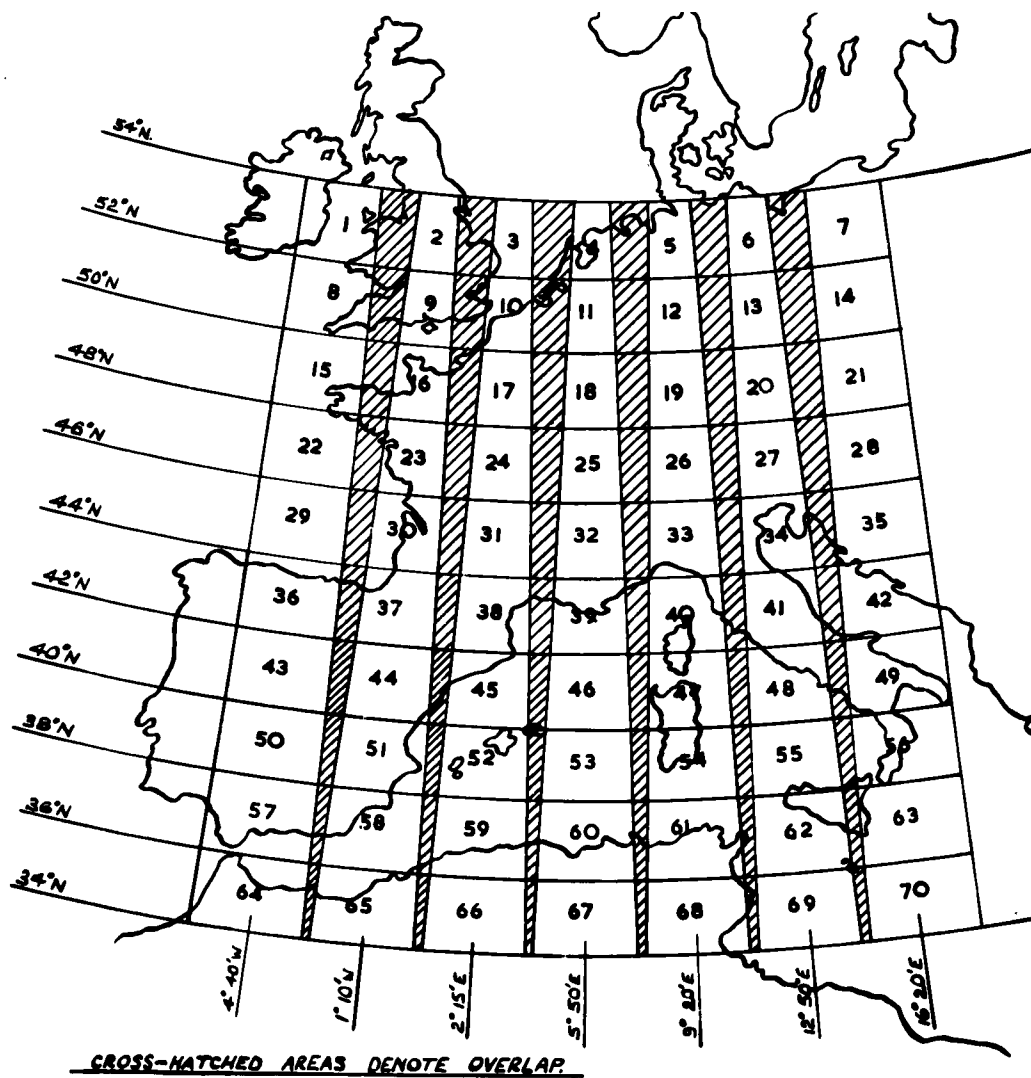 54°N.
52°N
1 2 3 4 5 6 7
50°N
8 9 10 11 12 13 14
48°N
15 16 17 18 19 20 21
46°N
22 23 24 25 26 27 28
44°N
29 30 31 32 33 34 35
42°N
36 37 38 39 40 41 42
40°N
43 44 45 46 47 48 49
38°N
50 51 52 53 54 55 56
36°N
57 58 59 60 61 62 63
34°N
64 65 66 67 68 69 70
4° 40'W
1° 10'W
2° 15'E
5° 50'E
9° 20'E
12° 50'E
16° 20'E
CROSS-HATCHED AREAS DENOTE OVERLAP.